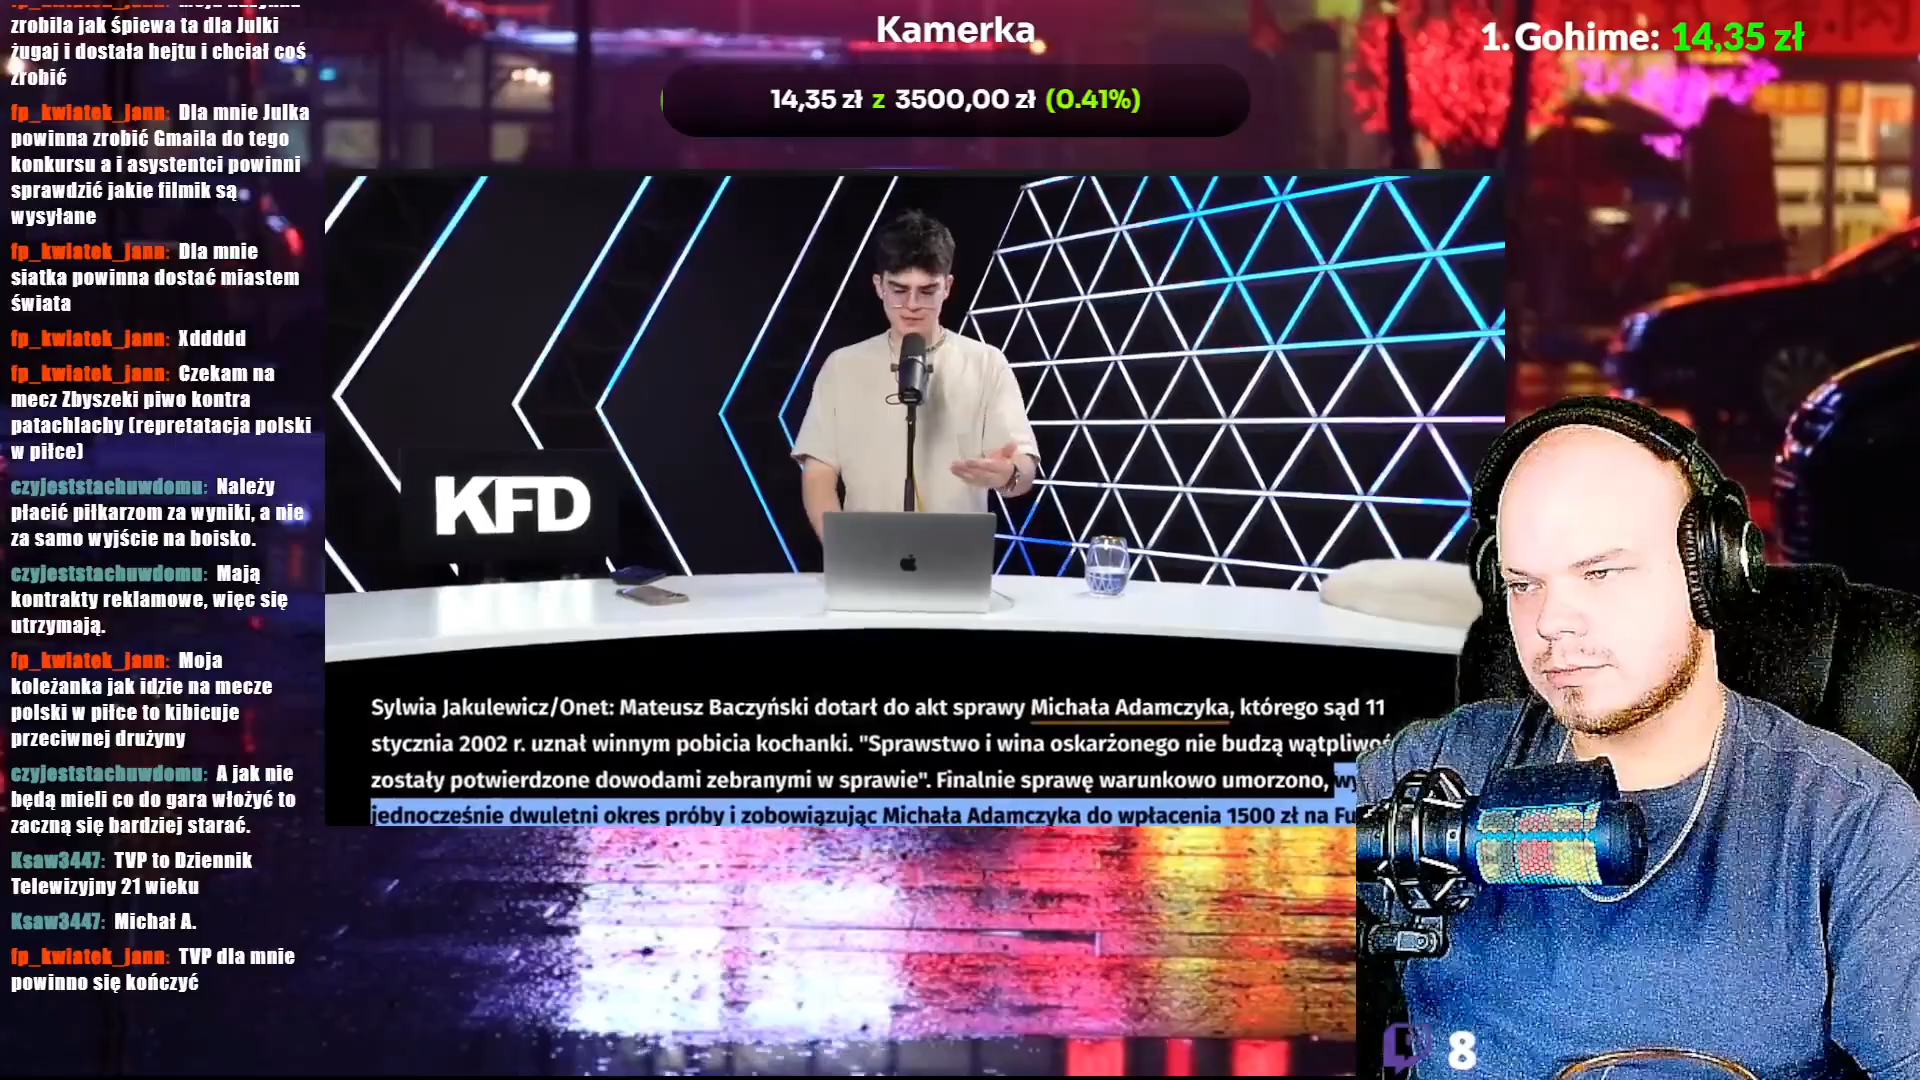 zrobiła jak śpiewa ta dla Julki
żugaj i dostała hejtu i chciał coś
zrobić
fp_kwiatek_jann: Dla mnie Julka
powinna zrobić Gmaila do tego
konkursu a i asystentci powinni
sprawdzić jakie filmik są
wysyłane
fp_kwiatek_jann: Dla mnie
siatka powinna dostać miastem
świata
fp_kwiatek_jann: Xddddd
fp_kwiatek_jann: Czekam na
mecz Zbyszeki piwo kontra
patachlachy (repretatacja polski
w piłce)
czyjeststachuwdomu: Należy
płacić piłkarzom za wyniki, a nie
za samo wyjście na boisko.
czyjeststachuwdomu: Mają
kontrakty reklamowe, więc się
utrzymają.
fp_kwiatek_jann: Moja
koleżanka jak idzie na mecze
polski w piłce to kibicuje
przeciwnej drużyny
czyjeststachuwdomu: A jak nie
będą mieli co do gara włożyć to
zaczną się bardziej starać.
Ksaw3447: TVP to Dziennik
Telewizyjny 21 wieku
Ksaw3447: Michał A.
fp_kwiatek_jann: TVP dla mnie
powinno się kończyć
Kamerka
14,35 zł z 3500,00 zł (0.41%)
1. Gohime: 14,35 zł
KFD
Sylwia Jakulewicz/Onet: Mateusz Baczyński dotarł do akt sprawy Michała Adamczyka, którego sąd 11
stycznia 2002 r. uznał winnym pobicia kochanki. "Sprawstwo i wina oskarżonego nie budzą
zostały potwierdzone dowodami zebranymi w sprawie". Finalnie sprawę warunkowo umorzono,
jednocześnie dwuletni okres próby i zobowiązując Michała Adamczyka do wpłacenia 1500 zł na
8